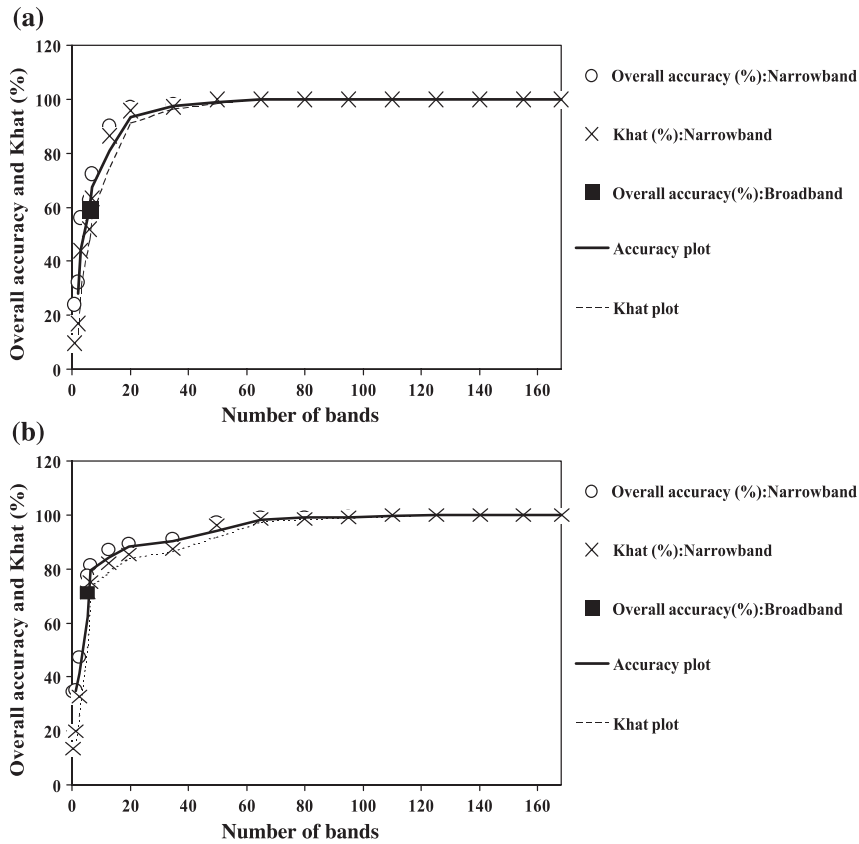 (a)
Overall accuracy and Khat (%)
120
100
80
60
40
20
0
0 20 40 60 80 100 120 140 160
Number of bands
Overall accuracy (%):Narrowband
Khat (%):Narrowband
Overall accuracy(%):Broadband
Accuracy plot
Khat plot
(b)
Overall accuracy and Khat (%)
120
100
80
60
40
20
0
0 20 40 60 80 100 120 140 160
Number of bands
Overall accuracy (%):Narrowband
Khat (%):Narrowband
Overall accuracy(%):Broadband
Accuracy plot
Khat plot